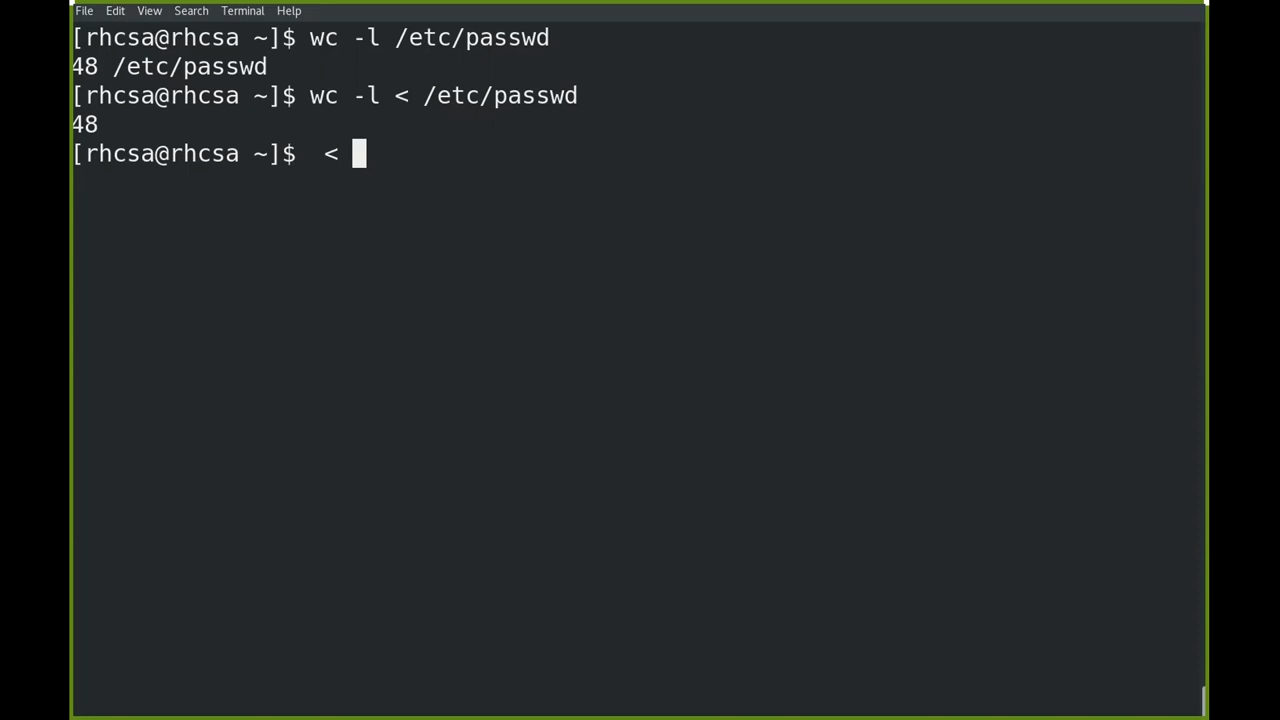 File Edit View Search Terminal Help
[rhcsa@rhcsa ~]$ wc -l /etc/passwd
48 /etc/passwd
[rhcsa@rhcsa ~]$ wc -l < /etc/passwd
48
[rhcsa@rhcsa ~]$  <